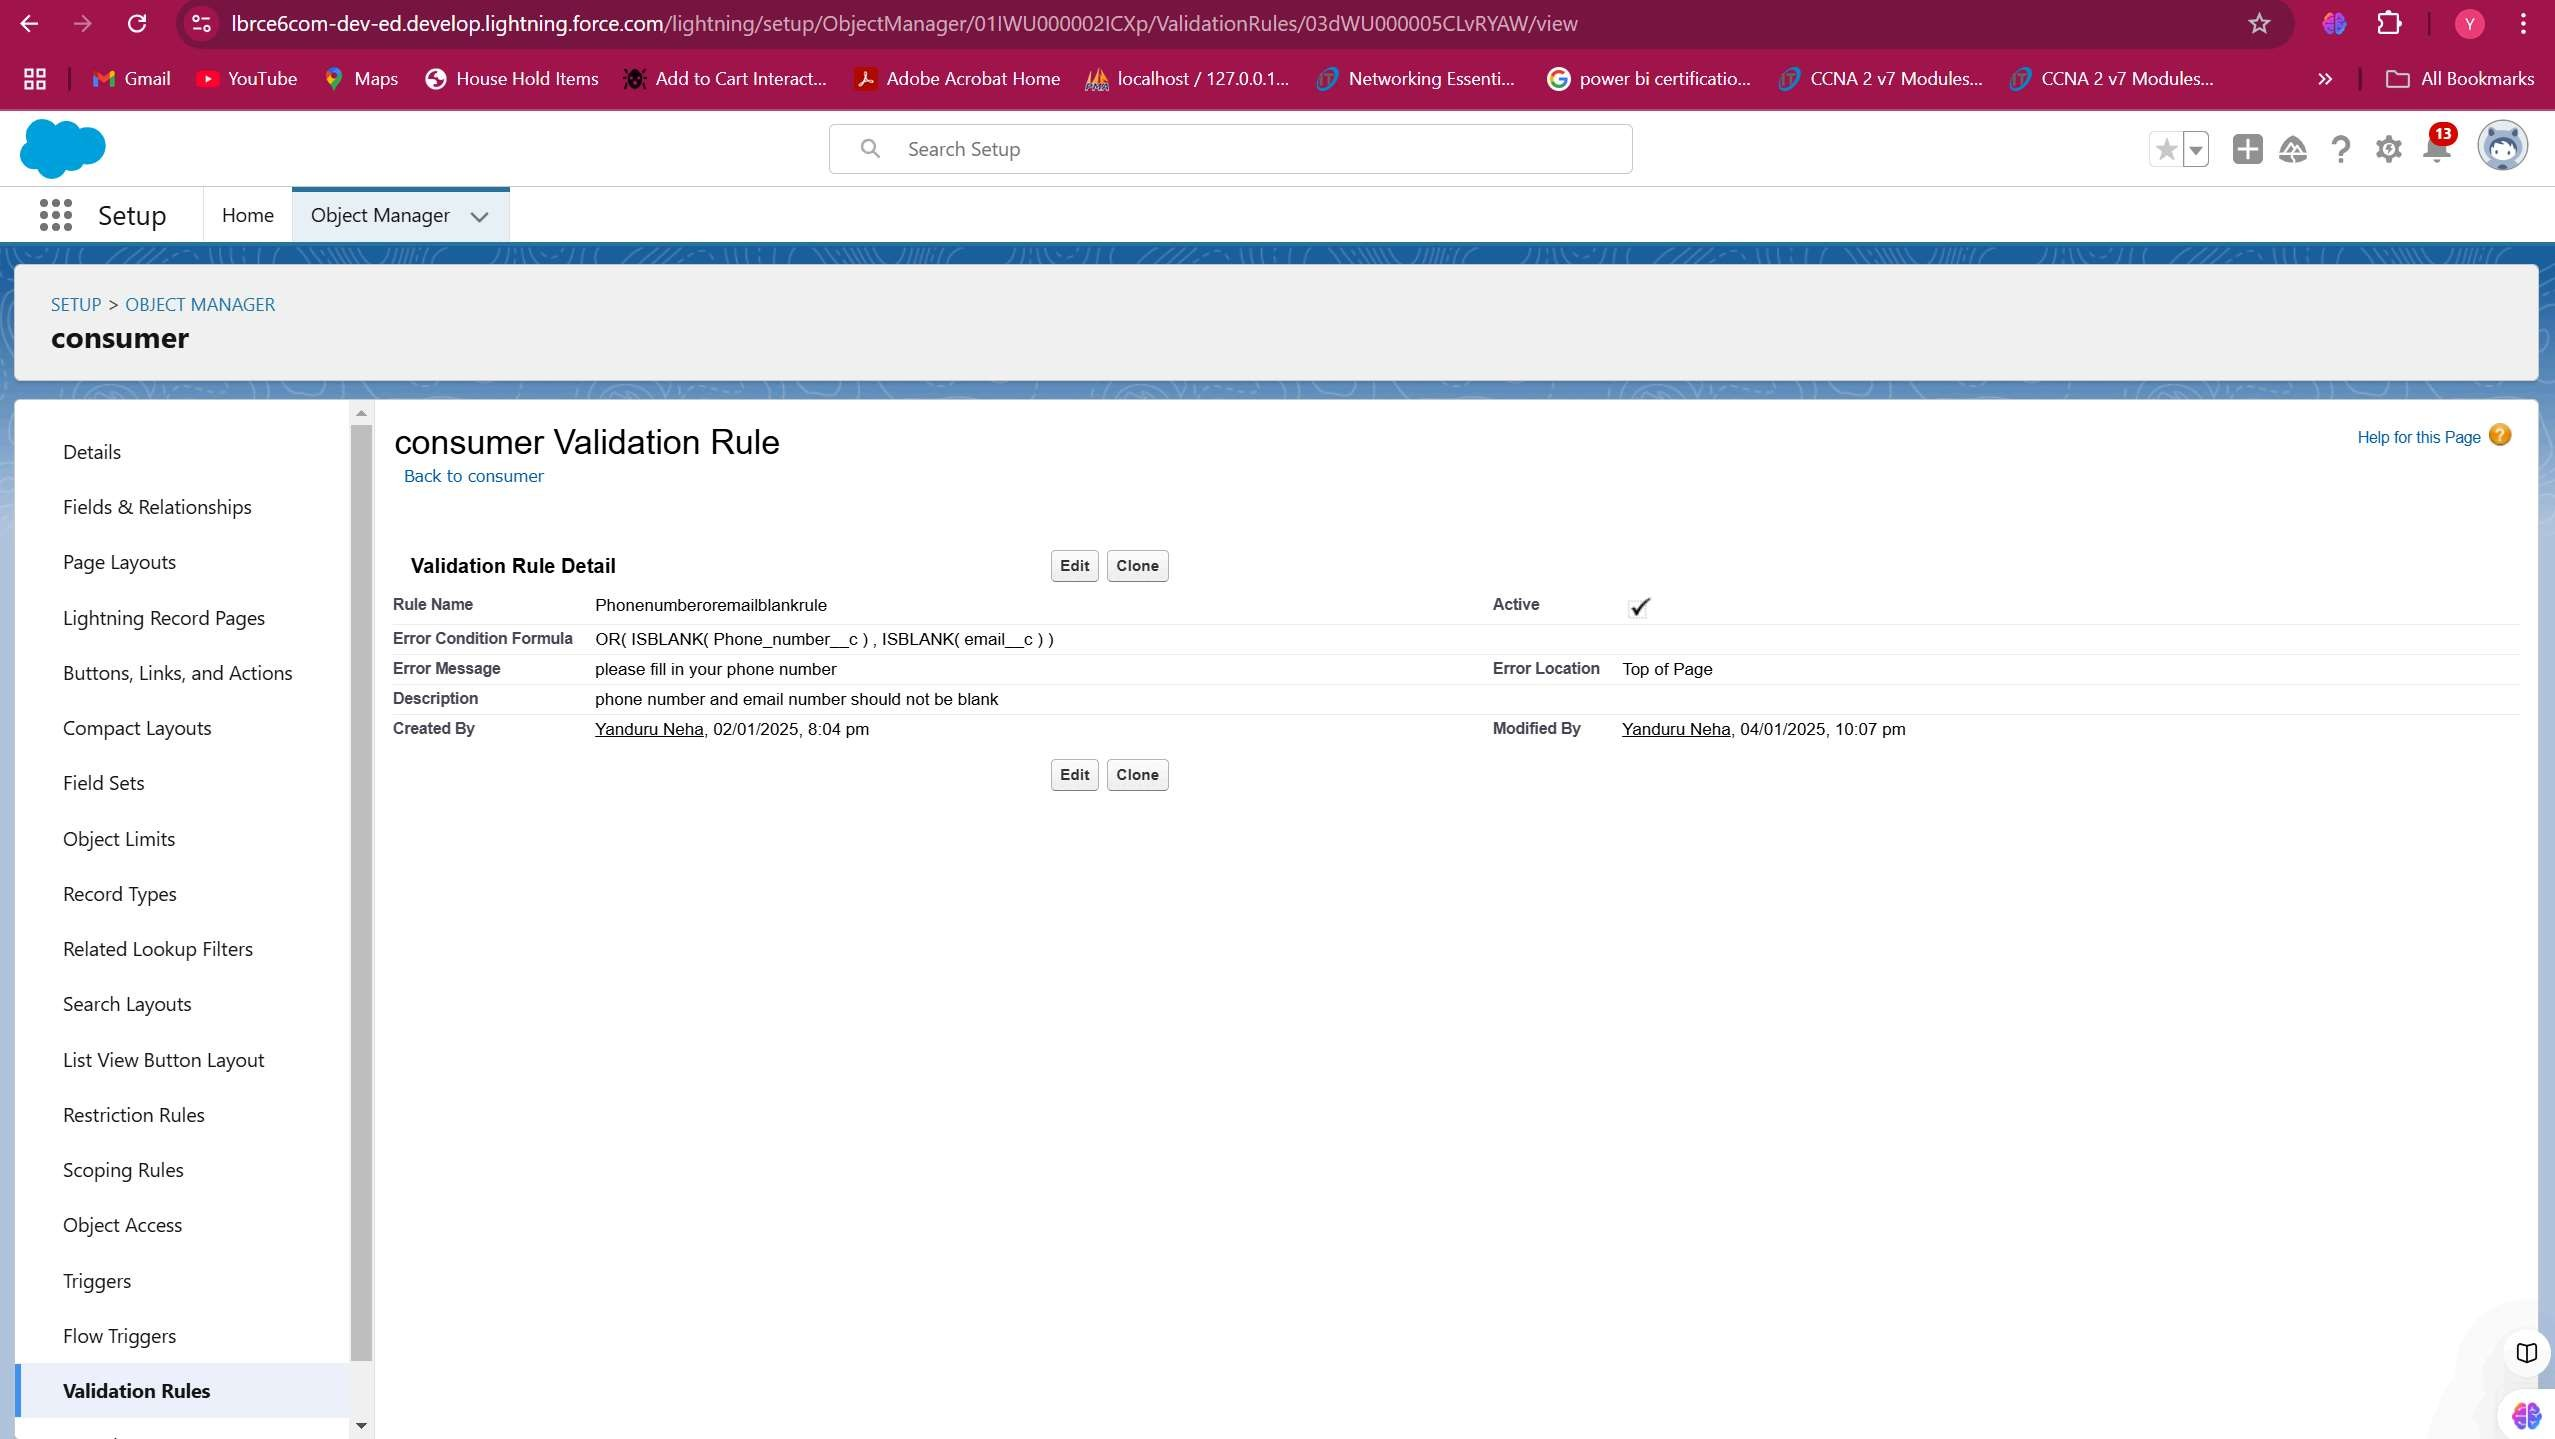 lbrce6com-dev-ed.develop.lightning.force.com/lightning/setup/ObjectManager/01IWU000002ICXp/ValidationRules/03dWU000005CLvRYAW/view
Y
Gmail YouTube Maps House Hold Items Add to Cart Interact... Adobe Acrobat Home localhost / 127.0.0.1... Networking Essenti... power bi certificatio... CCNA 2 v7 Modules... CCNA 2 v7 Modules... » All Bookmarks
Search Setup
13
Setup Home Object Manager
SETUP > OBJECT MANAGER
consumer
Details
Fields & Relationships
Page Layouts
Lightning Record Pages
Buttons, Links, and Actions
Compact Layouts
Field Sets
Object Limits
Record Types
Related Lookup Filters
Search Layouts
List View Button Layout
Restriction Rules
Scoping Rules
Object Access
Triggers
Flow Triggers
Validation Rules
consumer Validation Rule
Help for this Page ?
Back to consumer
Validation Rule Detail Edit Clone
Rule Name Phonenumberoremailblankrule Active
Error Condition Formula OR( ISBLANK( Phone_number__c ) , ISBLANK( email__c ) )
Error Message please fill in your phone number Error Location Top of Page
Description phone number and email number should not be blank
Created By Yanduru Neha, 02/01/2025, 8:04 pm Modified By Yanduru Neha, 04/01/2025, 10:07 pm
Edit Clone